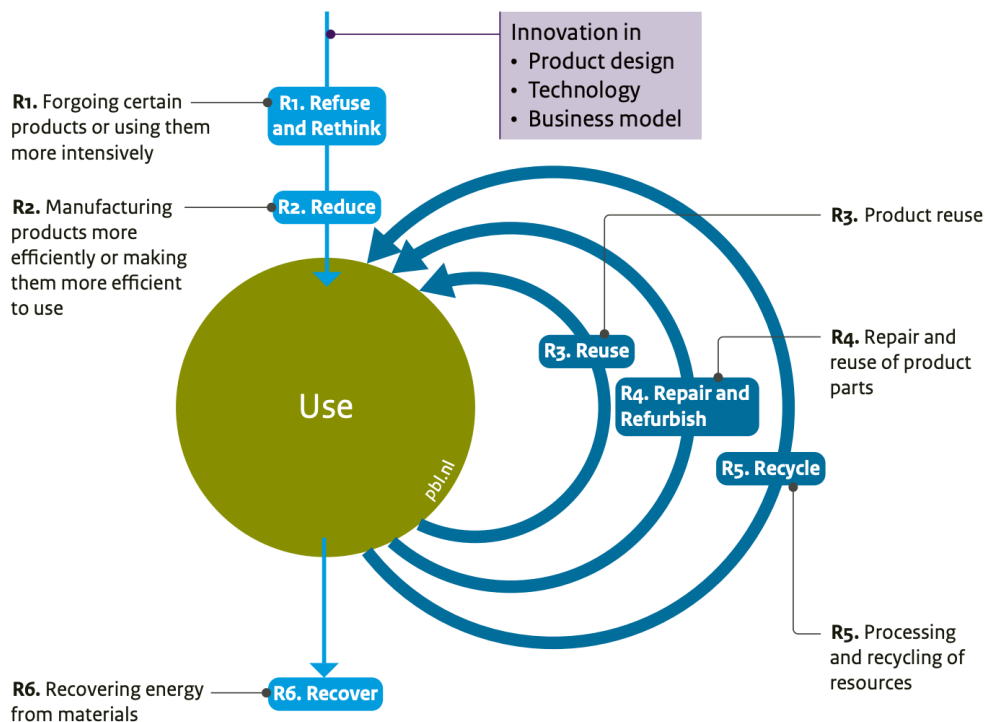 Innovation in
• Product design
• Technology
• Business model
R1. Forgoing certain
products or using them
more intensively
R1. Refuse
and Rethink
R2. Manufacturing
products more
efficiently or making
them more efficient
to use
R2. Reduce
R3. Product reuse
R3. Reuse
R4. Repair and
reuse of product
parts
R4. Repair and
Refurbish
Use
pbl.nl
R5. Recycle
R5. Processing
and recycling of
resources
R6. Recovering energy
from materials
R6. Recover